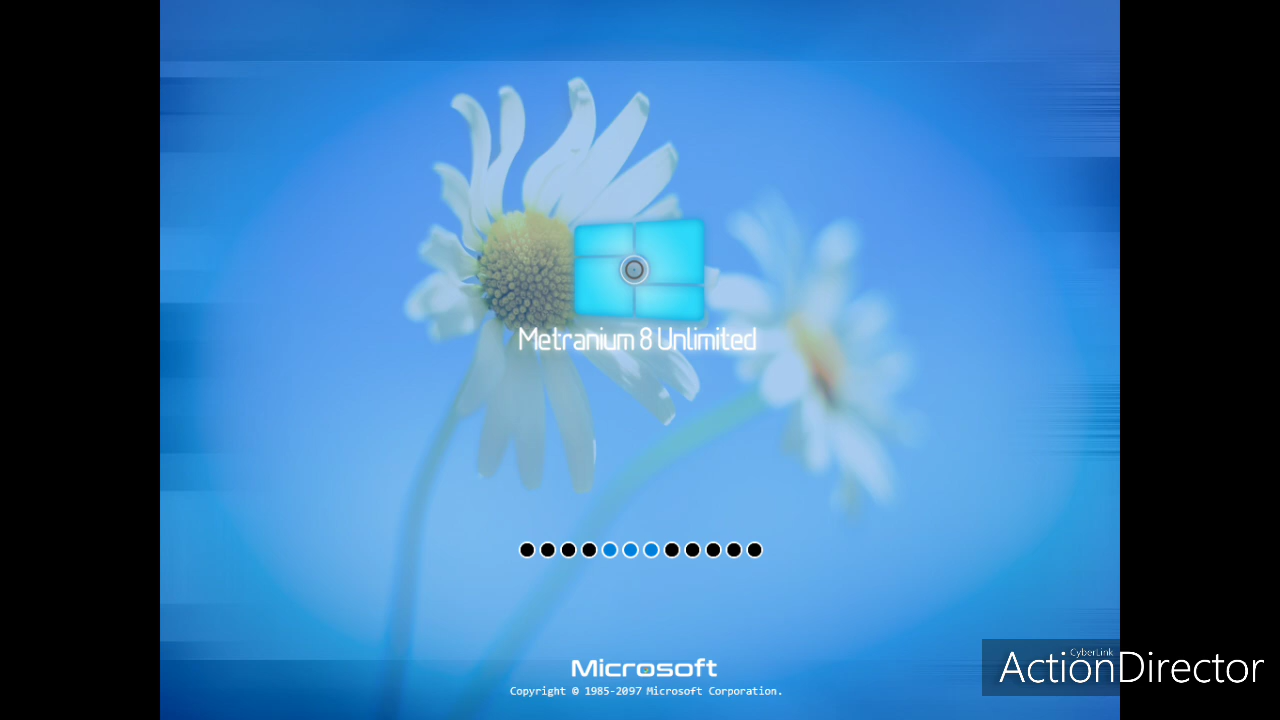 Metranium 8 Unlimited
Microsoft
Copyright © 1985-2097 Microsoft Corporation.
CyberLink
ActionDirector